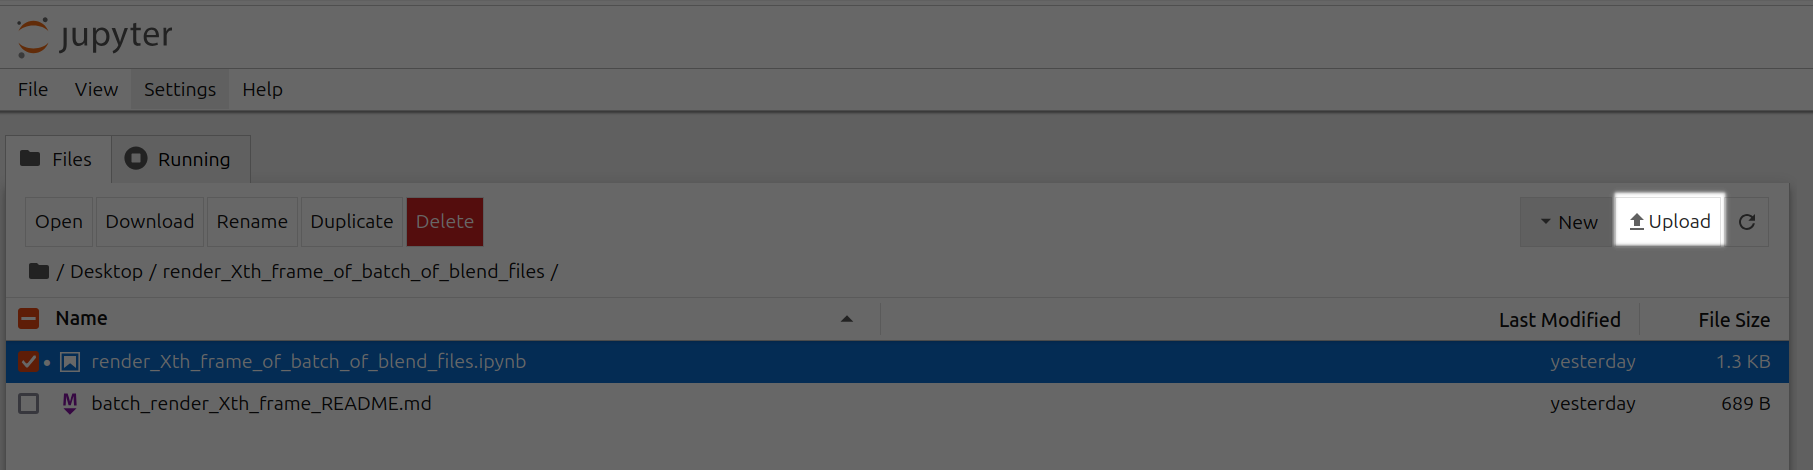 jupyter
File View Settings Help
Files Running
Open Download Rename Duplicate Delete New Upload
/ Desktop / render_Xth_frame_of_batch_of_blend_files /
Name Last Modified File Size
render_Xth_frame_of_batch_of_blend_files.ipynb yesterday 1.3 KB
M batch_render_Xth_frame_README.md yesterday 689 B